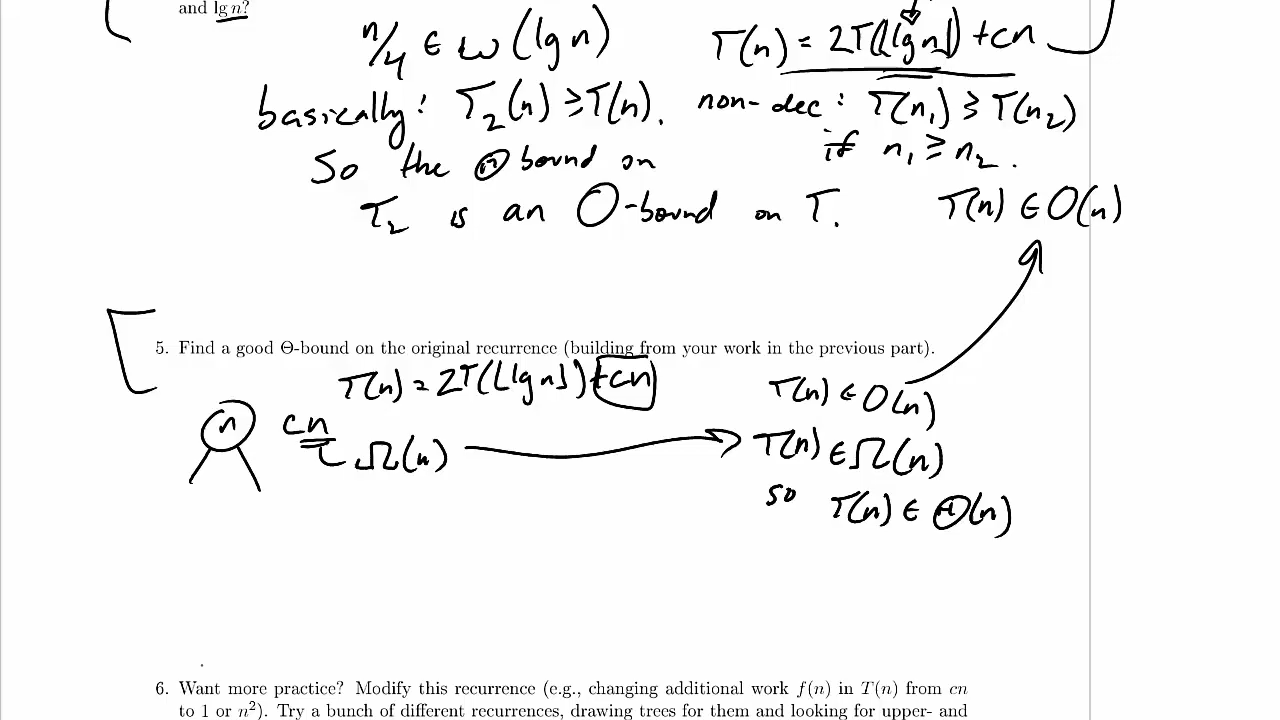 and lg n?
n/4 ∈ ω(lg n)
T(n) = 2T(⌊lg n⌋) + cn
basically: T₂(n) ≥ T(n). non-dec: T(n₁) ≥ T(n₂)
if n₁ ≥ n₂.
So the Θ bound on
T₂ is an O-bound on T. T(n) ∈ O(n)
5. Find a good Θ-bound on the original recurrence (building from your work in the previous part).
T(n) = 2T(⌊lg n⌋) + cn
T(n) ∈ O(n)
n cn
∈ Ω(n) T(n) ∈ Ω(n)
so T(n) ∈ Θ(n)
6. Want more practice? Modify this recurrence (e.g., changing additional work f(n) in T(n) from cn
to 1 or n²). Try a bunch of different recurrences, drawing trees for them and looking for upper- and